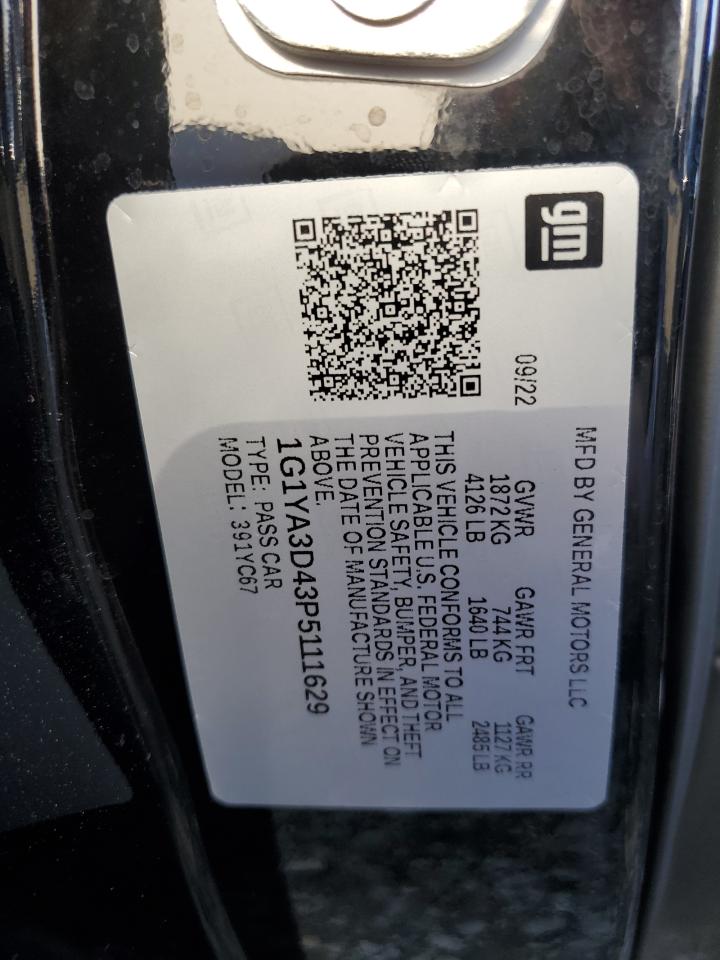 gm
MFD BY GENERAL MOTORS LLC
09/22
GVWR GAWR FRT GAWR RR
1872 KG 744 KG 1127 KG
4126 LB 1640 LB 2485 LB
THIS VEHICLE CONFORMS TO ALL
APPLICABLE U.S. FEDERAL MOTOR
VEHICLE SAFETY, BUMPER, AND THEFT
PREVENTION STANDARDS IN EFFECT ON
THE DATE OF MANUFACTURE SHOWN
ABOVE.
1G1YA3D43P5111629
TYPE: PASS CAR
MODEL: 391YC67